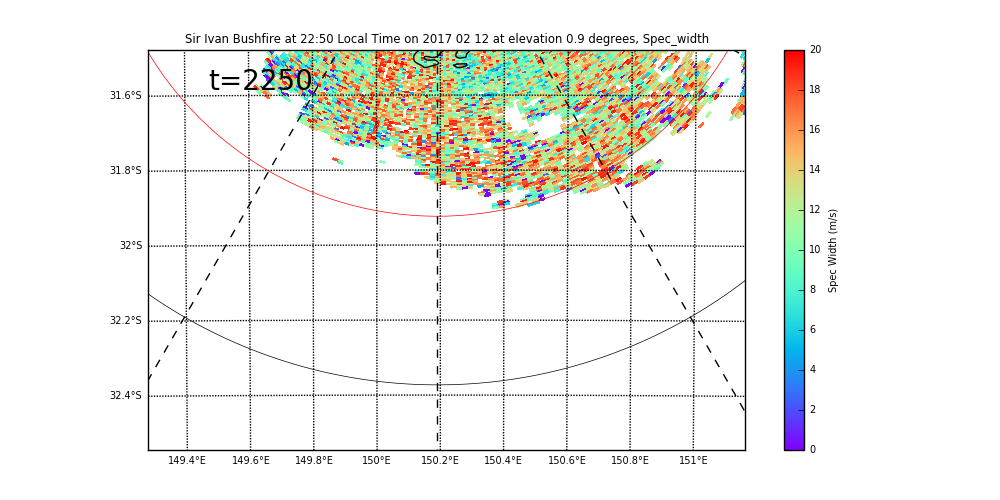 Sir Ivan Bushfire at 22:50 Local Time on 2017 02 12 at elevation 0.9 degrees, Spec_width
t=2250
31.6°S
31.8°S
32°S
32.2°S
32.4°S
149.4°E 149.6°E 149.8°E 150°E 150.2°E 150.4°E 150.6°E 150.8°E 151°E
20
18
16
14
12
10
8
6
4
2
0
Spec Width (m/s)